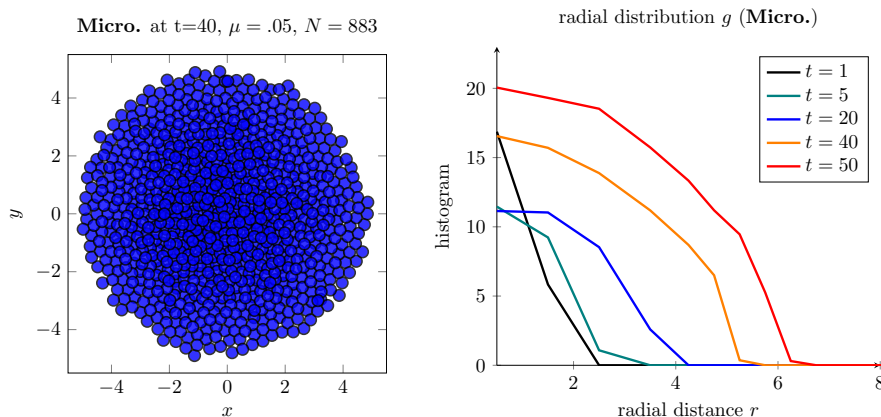 Micro. at t=40, μ = .05, N = 883
4
2
0
−2
−4
y
−4 −2 0 2 4
x
radial distribution g (Micro.)
20
15
10
5
0
histogram
2 4 6 8
radial distance r
t = 1
t = 5
t = 20
t = 40
t = 50